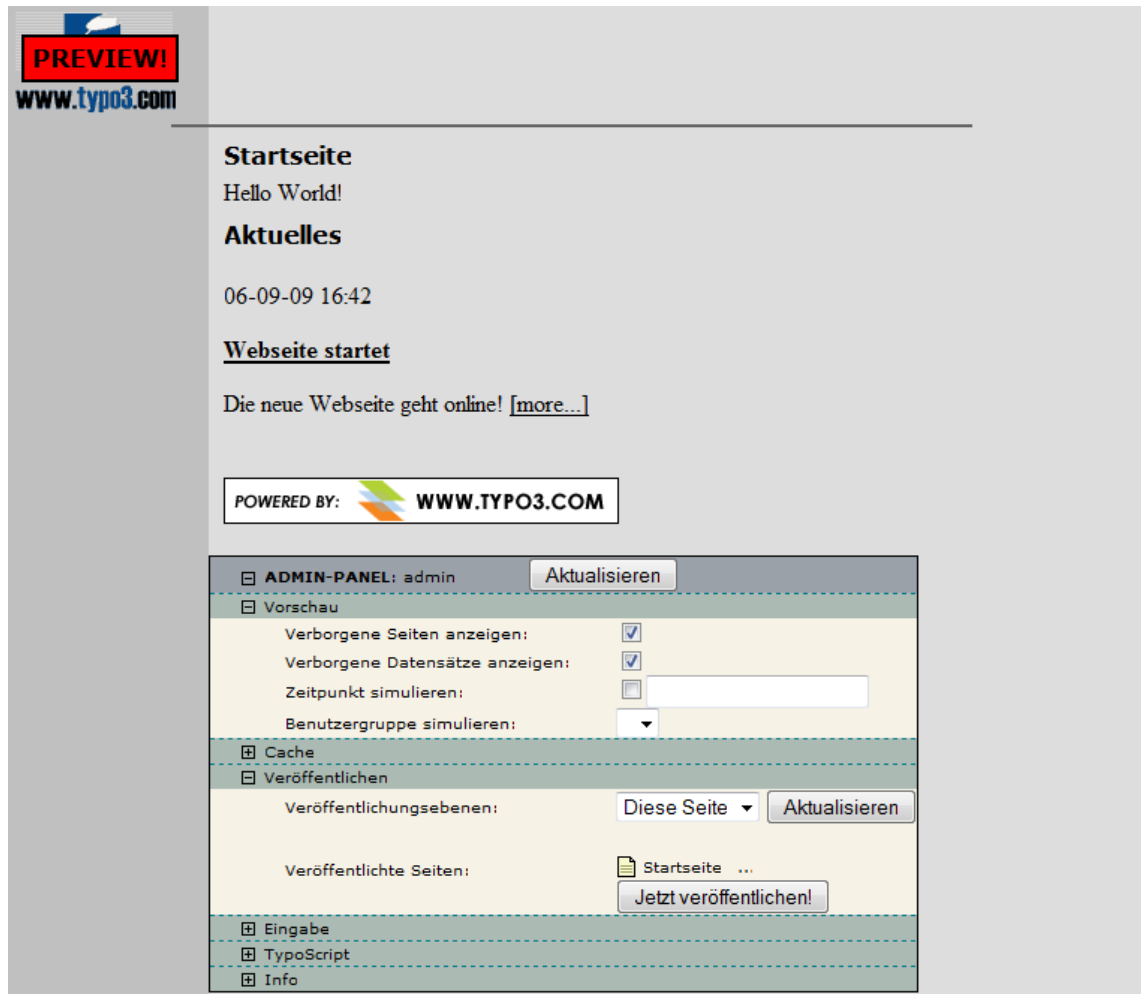 PREVIEW!
www.typo3.com
Startseite
Hello World!
Aktuelles
06-09-09 16:42
Webseite startet
Die neue Webseite geht online! [more...]
POWERED BY: WWW.TYPO3.COM
ADMIN-PANEL: admin Aktualisieren
Vorschau
Verborgene Seiten anzeigen:
Verborgene Datensätze anzeigen:
Zeitpunkt simulieren:
Benutzergruppe simulieren:
Cache
Veröffentlichen
Veröffentlichungsebenen: Diese Seite Aktualisieren
Veröffentlichte Seiten: Startseite ...
Jetzt veröffentlichen!
Eingabe
TypoScript
Info